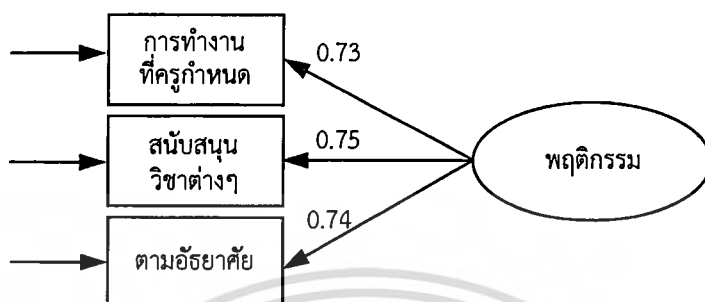 การทำงาน
ที่ครูกำหนด
0.73
สนับสนุน
วิชาต่างๆ
0.75
พฤติกรรม
0.74
ตามอัธยาศัย